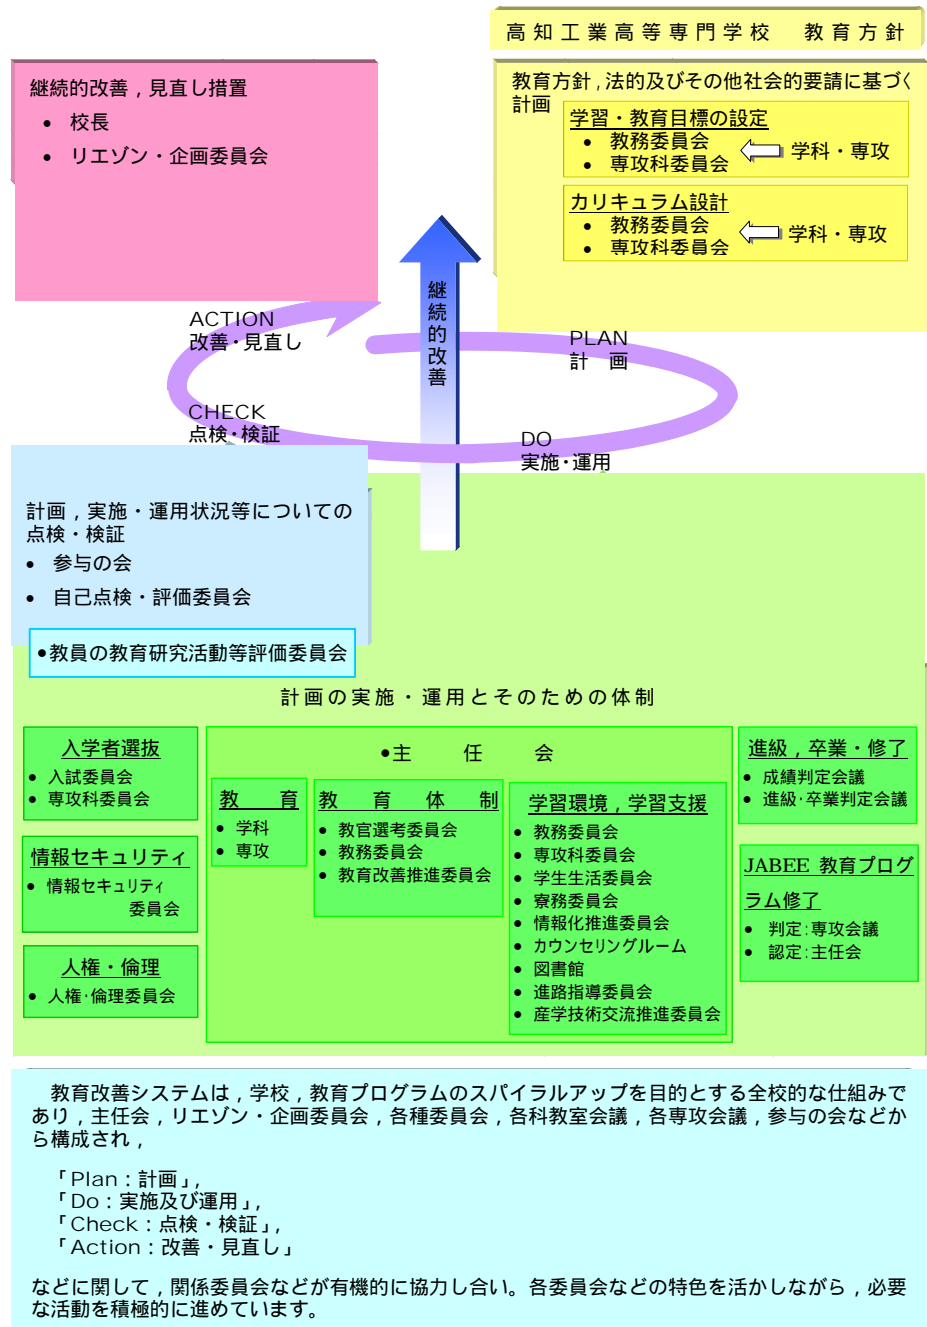 高知工業高等専門学校　教育方針
継続的改善，見直し措置
• 校長
• リエゾン・企画委員会
教育方針，法的及びその他社会的要請に基づく
計画
学習・教育目標の設定
• 教務委員会
• 専攻科委員会
学科・専攻
カリキュラム設計
• 教務委員会
• 専攻科委員会
学科・専攻
継続的改善
ACTION
改善・見直し
PLAN
計　画
CHECK
点検・検証
DO
実施・運用
計画，実施・運用状況等についての
点検・検証
• 参与の会
• 自己点検・評価委員会
•教員の教育研究活動等評価委員会
計画の実施・運用とそのための体制
入学者選抜
• 入試委員会
• 専攻科委員会
情報セキュリティ
• 情報セキュリティ
委員会
人権・倫理
• 人権・倫理委員会
•主　任　会
教　育
• 学科
• 専攻
教　育　体　制
• 教官選考委員会
• 教務委員会
• 教育改善推進委員会
学習環境，学習支援
• 教務委員会
• 専攻科委員会
• 学生生活委員会
• 寮務委員会
• 情報化推進委員会
• カウンセリングルーム
• 図書館
• 進路指導委員会
• 産学技術交流推進委員会
進級，卒業・修了
• 成績判定会議
• 進級・卒業判定会議
JABEE 教育プログ
ラム修了
• 判定：専攻会議
• 認定：主任会
　教育改善システムは，学校，教育プログラムのスパイラルアップを目的とする全校的な仕組みで
あり，主任会，リエゾン・企画委員会，各種委員会，各科教室会議，各専攻会議，参与の会などか
ら構成され，
「Plan：計画」，
「Do：実施及び運用」，
「Check：点検・検証」，
「Action：改善・見直し」
などに関して，関係委員会などが有機的に協力し合い。各委員会などの特色を活かしながら，必要
な活動を積極的に進めています。